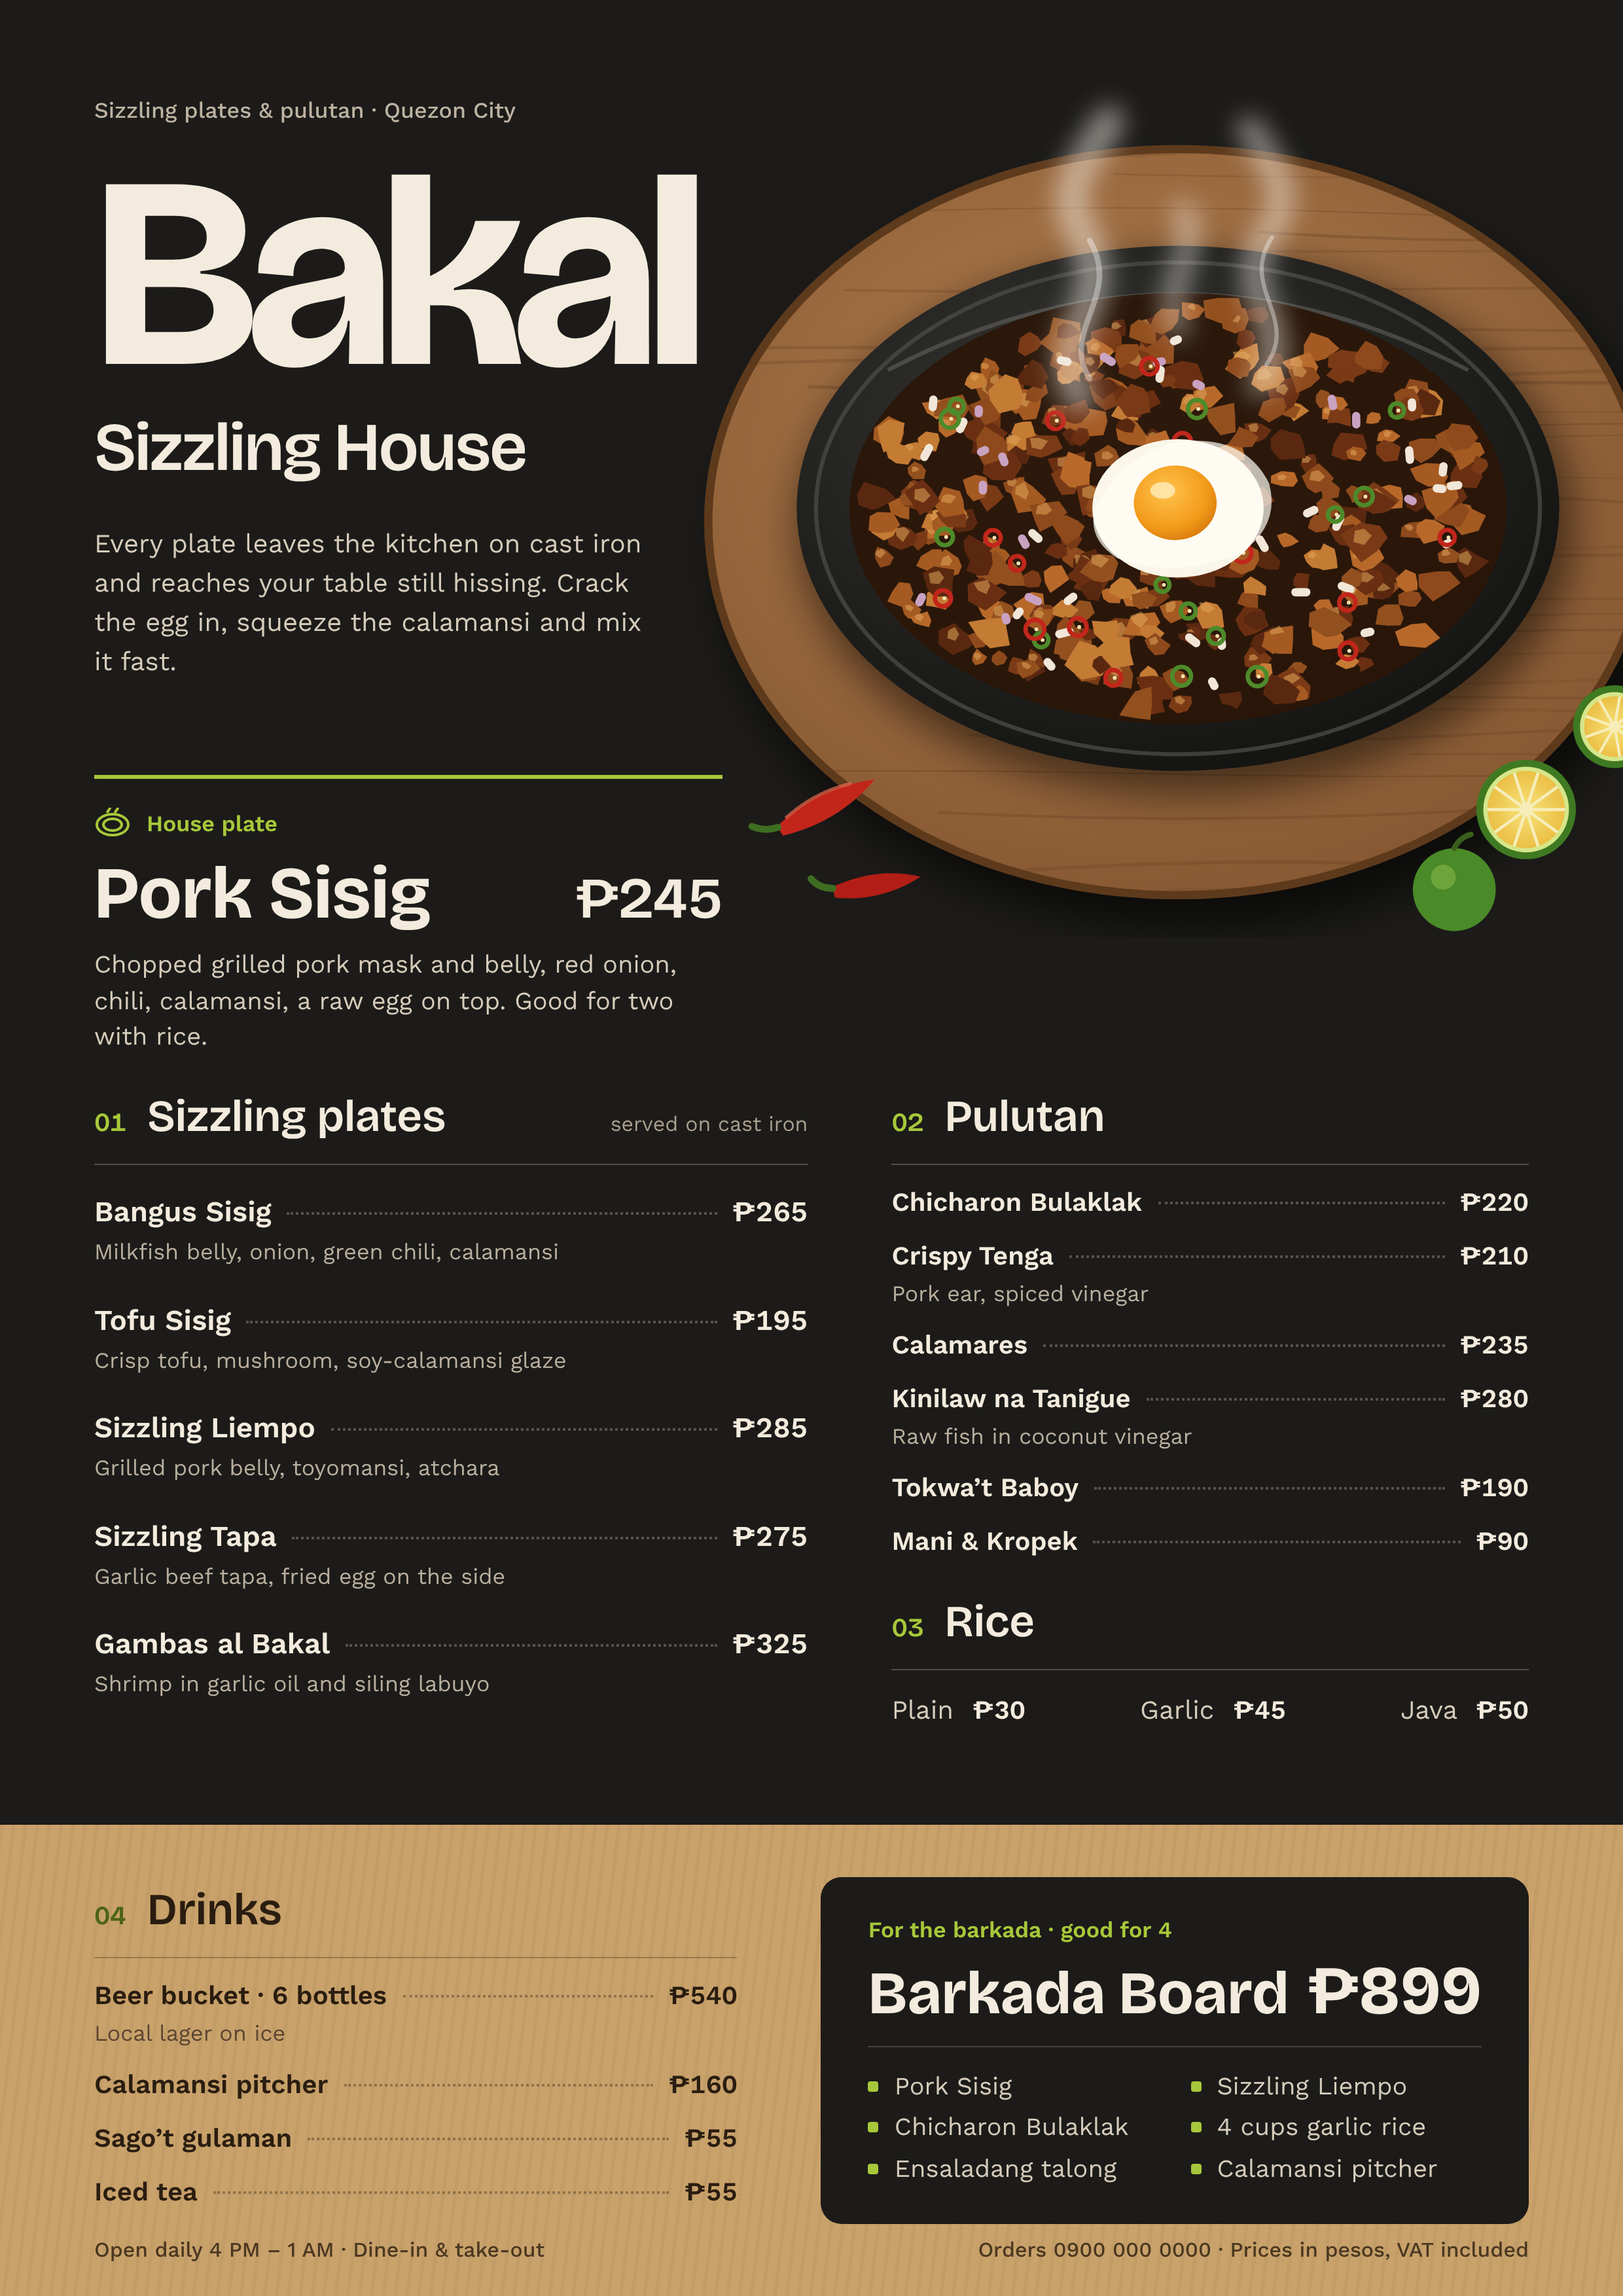 Sizzling plates & pulutan · Quezon City
Bakal
Sizzling House
Every plate leaves the kitchen on cast iron
and reaches your table still hissing. Crack
the egg in, squeeze the calamansi and mix
it fast.
House plate
Pork Sisig ₱245
Chopped grilled pork mask and belly, red onion,
chili, calamansi, a raw egg on top. Good for two
with rice.
01 Sizzling plates served on cast iron
Bangus Sisig ₱265
Milkfish belly, onion, green chili, calamansi
Tofu Sisig ₱195
Crisp tofu, mushroom, soy-calamansi glaze
Sizzling Liempo ₱285
Grilled pork belly, toyomansi, atchara
Sizzling Tapa ₱275
Garlic beef tapa, fried egg on the side
Gambas al Bakal ₱325
Shrimp in garlic oil and siling labuyo
02 Pulutan
Chicharon Bulaklak ₱220
Crispy Tenga ₱210
Pork ear, spiced vinegar
Calamares ₱235
Kinilaw na Tanigue ₱280
Raw fish in coconut vinegar
Tokwa’t Baboy ₱190
Mani & Kropek ₱90
03 Rice
Plain ₱30 Garlic ₱45 Java ₱50
04 Drinks
Beer bucket · 6 bottles ₱540
Local lager on ice
Calamansi pitcher ₱160
Sago’t gulaman ₱55
Iced tea ₱55
For the barkada · good for 4
Barkada Board ₱899
Pork Sisig
Chicharon Bulaklak
Ensaladang talong
Sizzling Liempo
4 cups garlic rice
Calamansi pitcher
Open daily 4 PM – 1 AM · Dine-in & take-out
Orders 0900 000 0000 · Prices in pesos, VAT included